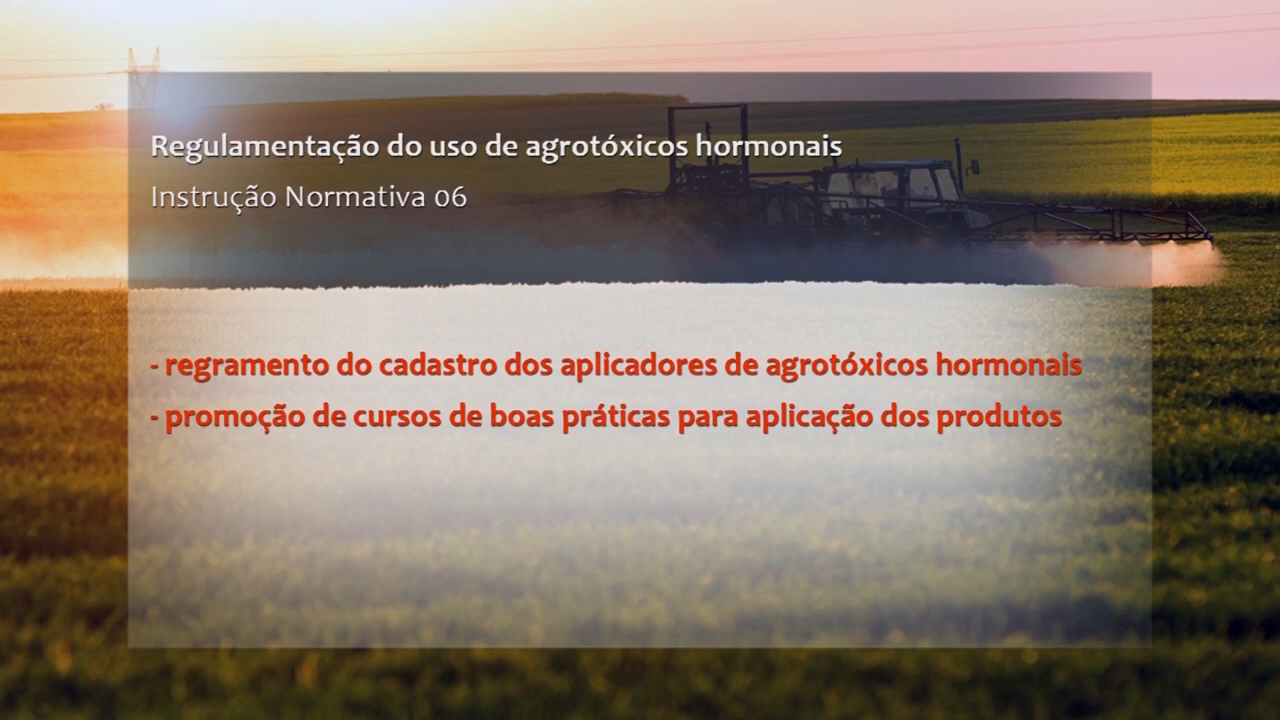 Regulamentação do uso de agrotóxicos hormonais
Instrução Normativa 06
- regramento do cadastro dos aplicadores de agrotóxicos hormonais
- promoção de cursos de boas práticas para aplicação dos produtos